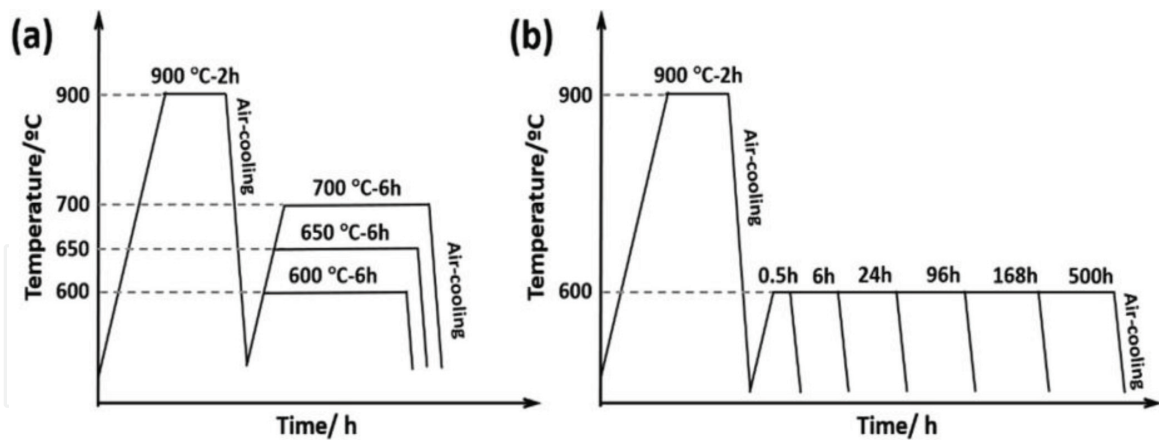 (a)
900 °C-2h
900
Air-cooling
700 °C-6h
700
650 °C-6h
650
600 °C-6h
600
Air-cooling
Temperature/ºC
Time/ h
(b)
900 °C-2h
900
Air-cooling
0.5h 6h 24h 96h 168h 500h
600
Air-cooling
Temperature/ºC
Time/ h